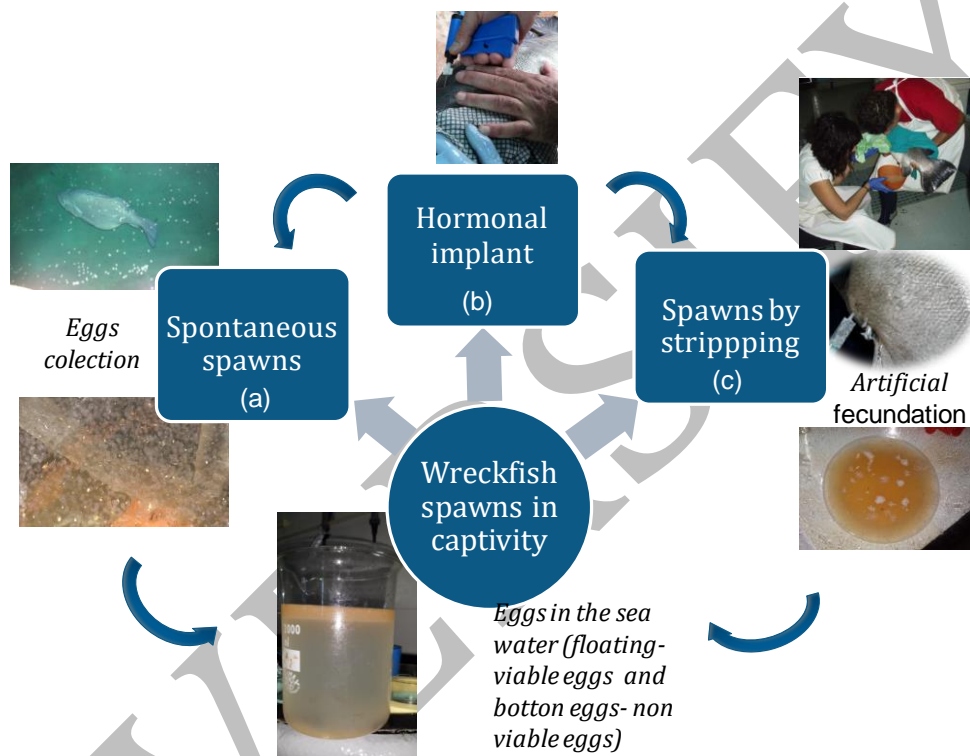 Hormonal
implant
(b)
Spontaneous
spawns
(a)
Spawns by
strippping
(c)
Eggs
colection
Artificial
fecundation
Wreckfish
spawns in
captivity
Eggs in the sea
water (floating-
viable eggs and
botton eggs- non
viable eggs)